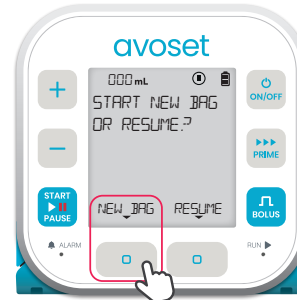 avoset
000 mL
START NEW BAG
OR RESUME?
NEW BAG RESUME
ON/OFF
PRIME
START
PAUSE
BOLUS
ALARM
RUN